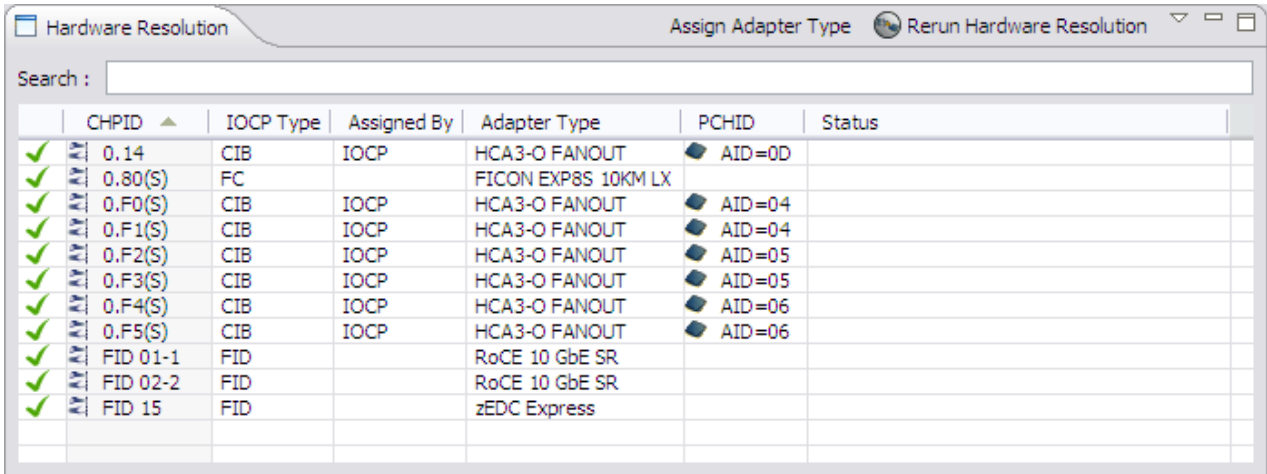 Hardware Resolution Assign Adapter Type Rerun Hardware Resolution
Search :
CHPID IOCP Type Assigned By Adapter Type PCHID Status
0.14 CIB IOCP HCA3-O FANOUT AID=0D
0.80(S) FC FICON EXP8S 10KM LX
0.F0(S) CIB IOCP HCA3-O FANOUT AID=04
0.F1(S) CIB IOCP HCA3-O FANOUT AID=04
0.F2(S) CIB IOCP HCA3-O FANOUT AID=05
0.F3(S) CIB IOCP HCA3-O FANOUT AID=05
0.F4(S) CIB IOCP HCA3-O FANOUT AID=06
0.F5(S) CIB IOCP HCA3-O FANOUT AID=06
FID 01-1 FID RoCE 10 GbE SR
FID 02-2 FID RoCE 10 GbE SR
FID 15 FID zEDC Express